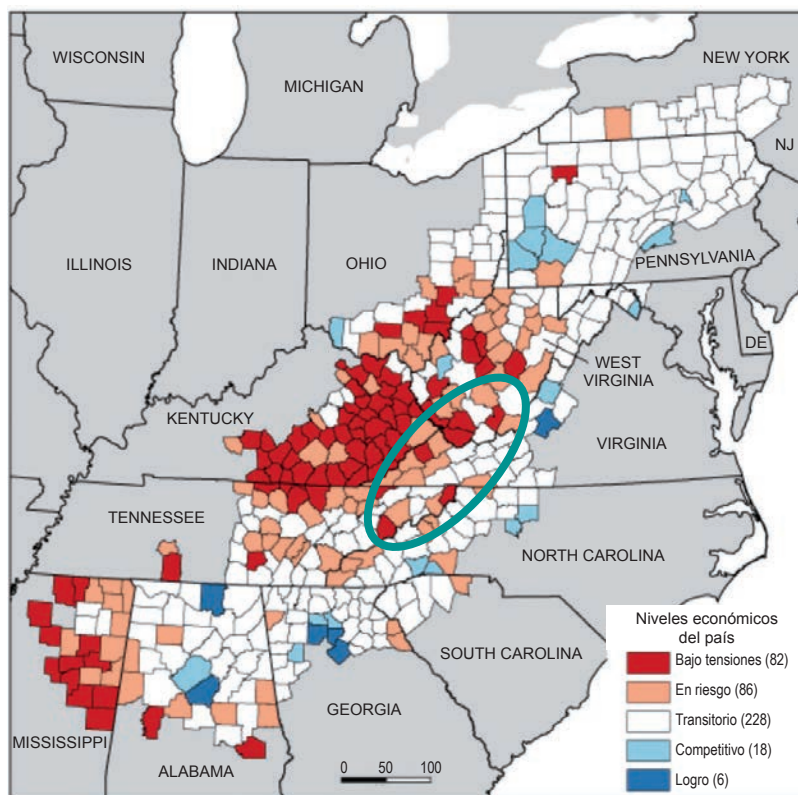 WISCONSIN
NEW YORK
MICHIGAN
NJ
ILLINOIS
INDIANA
OHIO
PENNSYLVANIA
DE
WEST
VIRGINIA
KENTUCKY
VIRGINIA
TENNESSEE
NORTH CAROLINA
SOUTH CAROLINA
GEORGIA
MISSISSIPPI
ALABAMA
0 50 100
Niveles económicos
del país
Bajo tensiones (82)
En riesgo (86)
Transitorio (228)
Competitivo (18)
Logro (6)